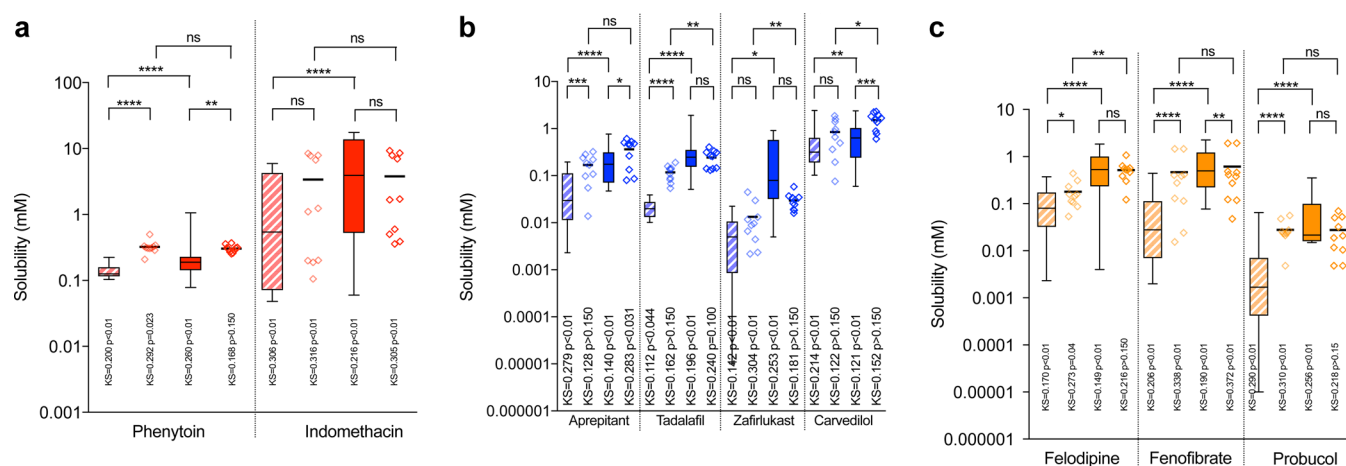 a
ns
ns
****
****
****
**
ns
ns
100
10
1
0.1
0.01
0.001
Solubility (mM)
KS=0.200 p<0.01
KS=0.292 p=0.023
KS=0.260 p<0.01
KS=0.168 p>0.150
KS=0.306 p<0.01
KS=0.316 p<0.01
KS=0.216 p<0.01
KS=0.305 p<0.01
Phenytoin
Indomethacin
b
ns
**
**
*
****
****
*
**
***
*
****
ns
ns
ns
ns
***
10
1
0.1
0.01
0.001
0.0001
0.00001
0.000001
Solubility (mM)
KS=0.279 p<0.01
KS=0.128 p>0.150
KS=0.140 p<0.01
KS=0.283 p<0.031
KS=0.112 p<0.044
KS=0.162 p>0.150
KS=0.196 p<0.01
KS=0.240 p=0.100
KS=0.142 p<0.01
KS=0.304 p<0.01
KS=0.253 p<0.01
KS=0.181 p>0.150
KS=0.214 p<0.01
KS=0.122 p>0.150
KS=0.121 p<0.01
KS=0.152 p>0.150
Aprepitant
Tadalafil
Zafirlukast
Carvedilol
c
**
ns
ns
****
****
****
*
ns
****
**
****
ns
10
1
0.1
0.01
0.001
0.0001
0.00001
0.000001
Solubility (mM)
KS=0.170 p<0.01
KS=0.273 p=0.04
KS=0.149 p<0.01
KS=0.216 p>0.150
KS=0.206 p<0.01
KS=0.338 p<0.01
KS=0.190 p<0.01
KS=0.372 p<0.01
KS=0.290 p<0.01
KS=0.310 p<0.01
KS=0.256 p<0.01
KS=0.218 p>0.15
Felodipine
Fenofibrate
Probucol